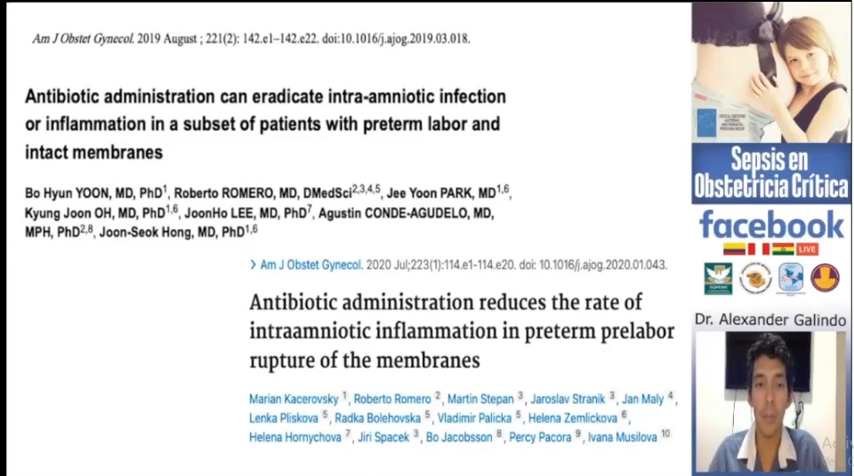 Am J Obstet Gynecol. 2019 August ; 221(2): 142.e1–142.e22. doi:10.1016/j.ajog.2019.03.018.
Antibiotic administration can eradicate intra-amniotic infection
or inflammation in a subset of patients with preterm labor and
intact membranes
Bo Hyun YOON, MD, PhD1, Roberto ROMERO, MD, DMedSci2,3,4,5, Jee Yoon PARK, MD1,6,
Kyung Joon OH, MD, PhD1,6, JoonHo LEE, MD, PhD7, Agustin CONDE-AGUDELO, MD,
MPH, PhD2,8, Joon-Seok Hong, MD, PhD1,6
> Am J Obstet Gynecol. 2020 Jul;223(1):114.e1-114.e20. doi: 10.1016/j.ajog.2020.01.043.
Antibiotic administration reduces the rate of
intraamniotic inflammation in preterm prelabor
rupture of the membranes
Marian Kacerovsky 1, Roberto Romero 2, Martin Stepan 3, Jaroslav Stranik 3, Jan Maly 4,
Lenka Pliskova 5, Radka Bolehovska 5, Vladimir Palicka 5, Helena Zemlickova 6,
Helena Hornychova 7, Jiri Spacek 3, Bo Jacobsson 8, Percy Pacora 9, Ivana Musilova 10
Sepsis en
Obstetricia Crítica
facebook
LIVE
Dr. Alexander Galindo